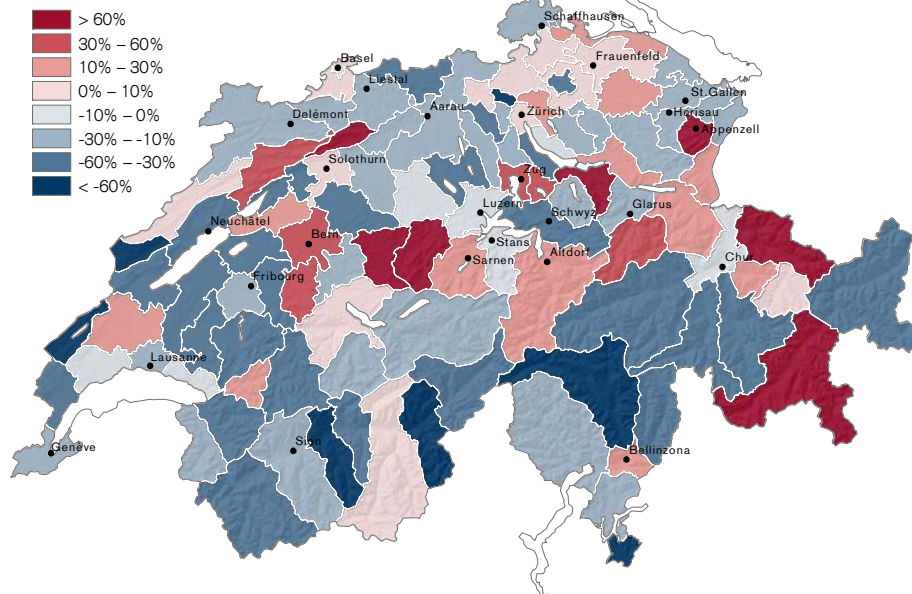 > 60%
30% – 60%
10% – 30%
0% – 10%
-10% – 0%
-30% – -10%
-60% – -30%
< -60%
Schaffhausen
Basel
Frauenfeld
Liestal
St.Gallen
Delémont
Aarau
Zürich
Herisau
Appenzell
Solothurn
Zug
Luzern
Glarus
Neuchâtel
Schwyz
Bern
Stans
Altdorf
Sarnen
Chur
Fribourg
Lausanne
Genève
Sion
Bellinzona